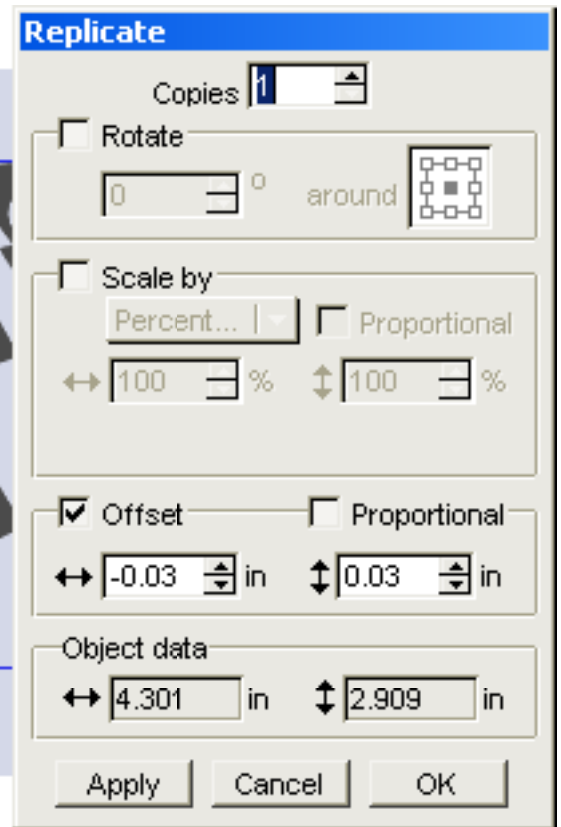 Replicate
Copies 1
Rotate
0 ° around
Scale by
Percent... Proportional
100 % 100 %
Offset Proportional
-0.03 in 0.03 in
Object data
4.301 in 2.909 in
Apply Cancel OK